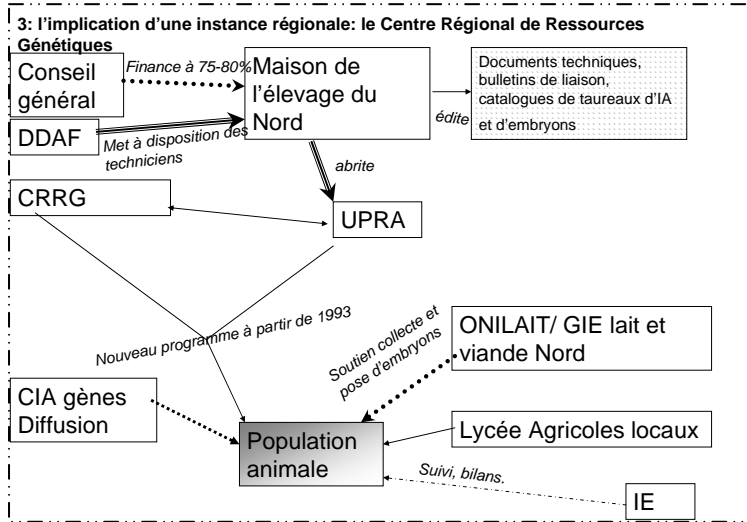 3: l'implication d'une instance régionale: le Centre Régional de Ressources
Génétiques
Conseil
général
Finance à 75-80%
Maison de
l'élevage du
Nord
Documents techniques,
bulletins de liaison,
catalogues de taureaux d'IA
et d'embryons
édite
DDAF
Met à disposition des
techniciens
abrite
CRRG
UPRA
Nouveau programme à partir de 1993
Soutien collecte et
pose d'embryons
ONILAIT/ GIE lait et
viande Nord
CIA gènes
Diffusion
Population
animale
Lycée Agricoles locaux
Suivi, bilans.
IE